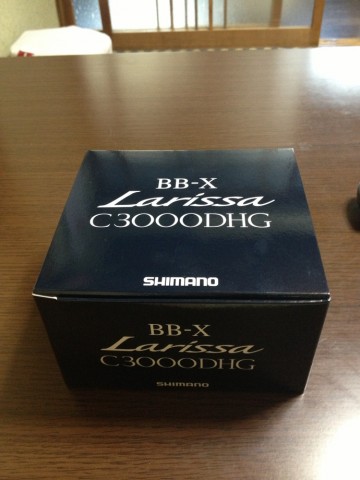 BB-X
Larissa
C3000DHG
SHIMANO
BB-X
Larissa
C3000DHG
SHIMANO